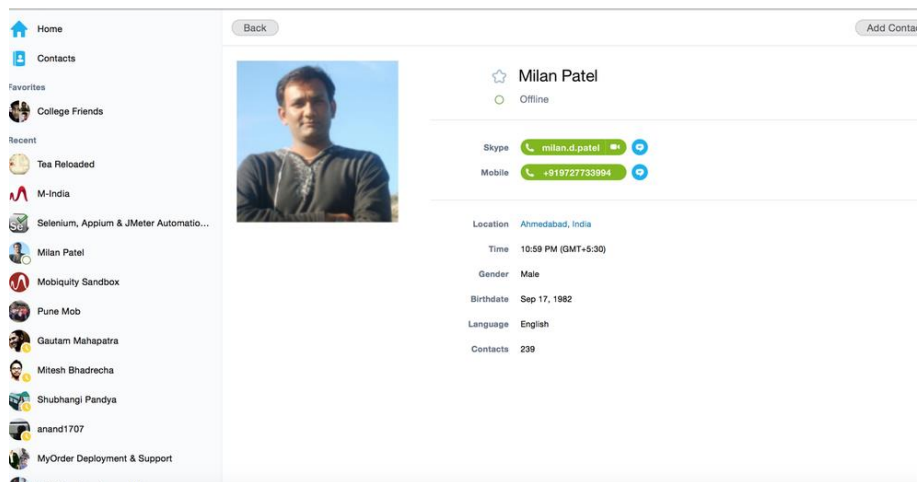 Home
Contacts
Favorites
College Friends
Recent
Tea Reloaded
M-India
Selenium, Appium & JMeter Automatio...
Milan Patel
Mobiquity Sandbox
Pune Mob
Gautam Mahapatra
Mitesh Bhadrecha
Shubhangi Pandya
anand1707
MyOrder Deployment & Support
Back
Add Contac
Milan Patel
Offline
Skype milan.d.patel
Mobile +919727733994
Location Ahmedabad, India
Time 10:59 PM (GMT+5:30)
Gender Male
Birthdate Sep 17, 1982
Language English
Contacts 239